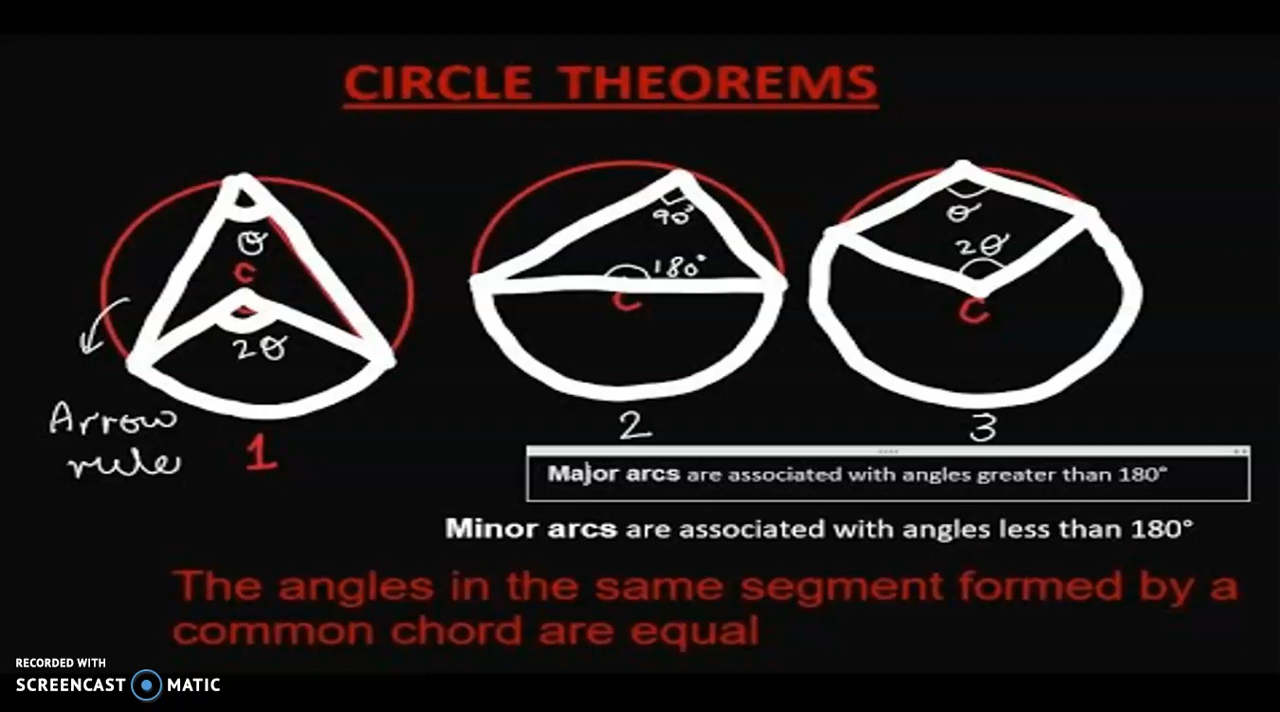 CIRCLE THEOREMS
θ
C
2θ
Arrow
rule
1
90°
180°
C
2
θ
2θ
C
3
Major arcs are associated with angles greater than 180°
Minor arcs are associated with angles less than 180°
The angles in the same segment formed by a
common chord are equal
RECORDED WITH
SCREENCAST MATIC